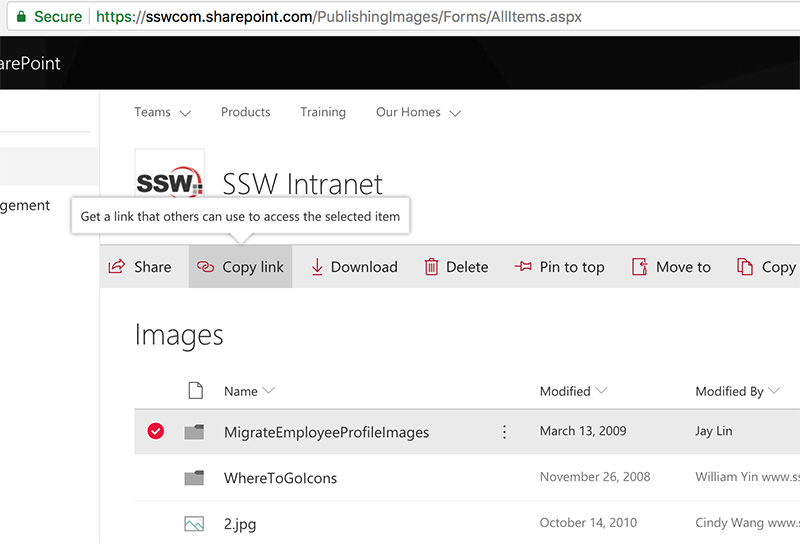 Secure https://sswcom.sharepoint.com/PublishingImages/Forms/AllItems.aspx
arePoint
Teams Products Training Our Homes
SSW
SSW Intranet
gement
Get a link that others can use to access the selected item
Share Copy link Download Delete Pin to top Move to Copy
Images
Name Modified Modified By
MigrateEmployeeProfileImages March 13, 2009 Jay Lin
WhereToGoIcons November 26, 2008 William Yin www.ss
2.jpg October 14, 2010 Cindy Wang www.